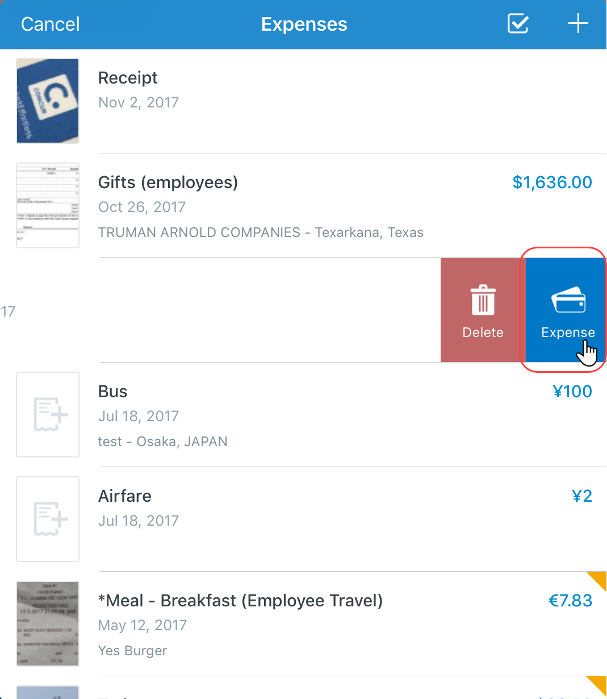 Cancel
Expenses
CONCUR
Receipt
Nov 2, 2017
Gifts (employees)
$1,636.00
Oct 26, 2017
TRUMAN ARNOLD COMPANIES - Texarkana, Texas
17
Delete
Expense
Bus
¥100
Jul 18, 2017
test - Osaka, JAPAN
Airfare
¥2
Jul 18, 2017
*Meal - Breakfast (Employee Travel)
€7.83
May 12, 2017
Yes Burger